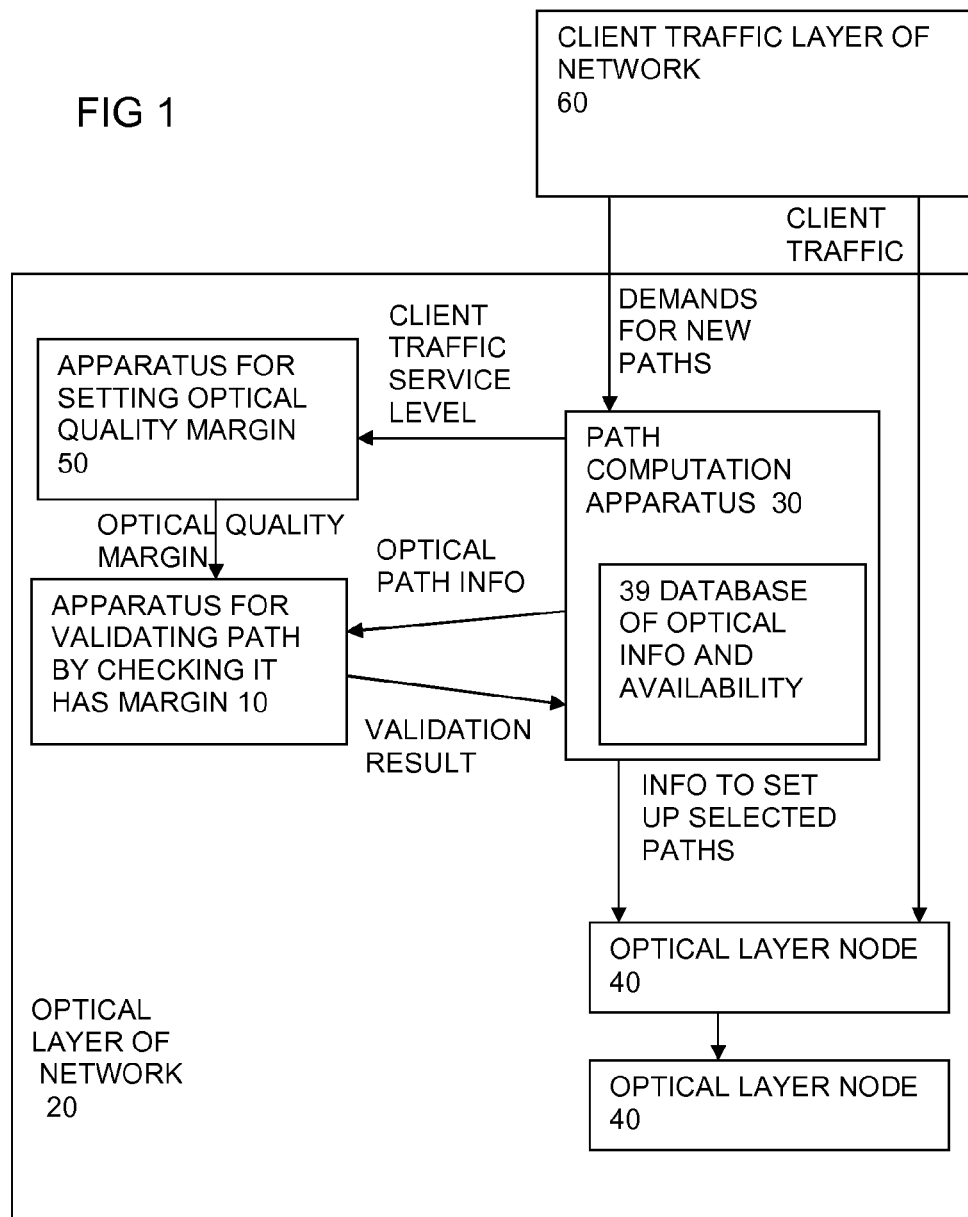 FIG 1
CLIENT TRAFFIC LAYER OF
NETWORK
60
CLIENT
TRAFFIC
DEMANDS
FOR NEW
PATHS
CLIENT
TRAFFIC
SERVICE
LEVEL
APPARATUS FOR
SETTING OPTICAL
QUALITY MARGIN
50
PATH
COMPUTATION
APPARATUS 30
OPTICAL QUALITY
MARGIN
OPTICAL
PATH INFO
39 DATABASE
OF OPTICAL
INFO AND
AVAILABILITY
APPARATUS FOR
VALIDATING PATH
BY CHECKING IT
HAS MARGIN 10
VALIDATION
RESULT
INFO TO SET
UP SELECTED
PATHS
OPTICAL LAYER NODE
40
OPTICAL LAYER NODE
40
OPTICAL
LAYER OF
NETWORK
20